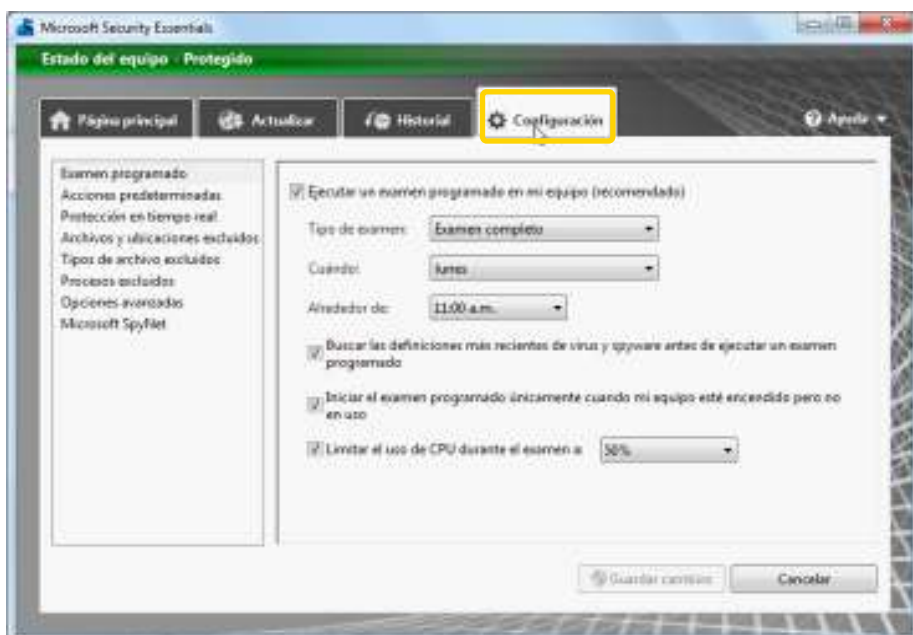 Microsoft Security Essentials
Estado del equipo - Protegido
Página principal
Actualizar
Historial
Configuración
Ayuda
Examen programado
Acciones predeterminadas
Protección en tiempo real
Archivos y ubicaciones excluidos
Tipos de archivo excluidos
Procesos excluidos
Opciones avanzadas
Microsoft SpyNet
Ejecutar un examen programado en mi equipo (recomendado)
Tipo de examen: Examen completo
Cuándo: lunes
Alrededor de: 11:00 a.m.
Buscar las definiciones más recientes de virus y spyware antes de ejecutar un examen
programado
Iniciar el examen programado únicamente cuando mi equipo esté encendido pero no
en uso
Limitar el uso de CPU durante el examen a: 50%
Guardar cambios
Cancelar